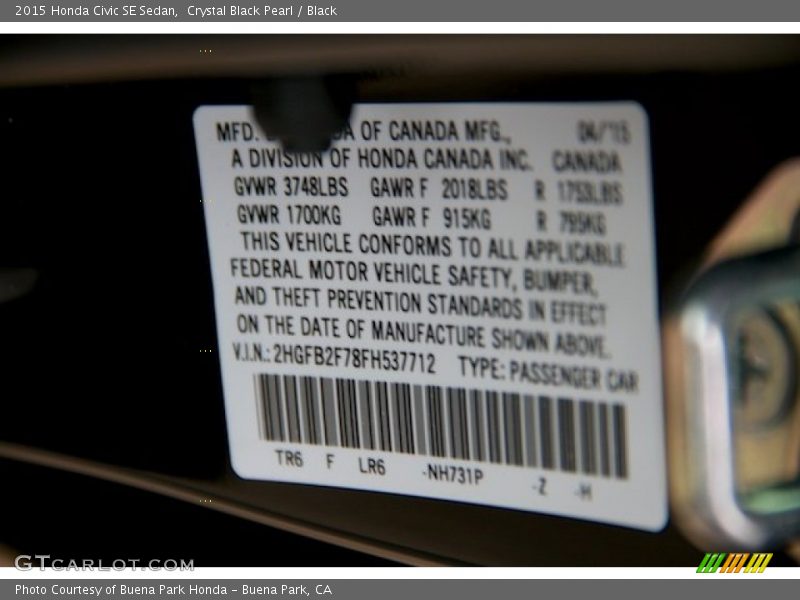 2015 Honda Civic SE Sedan,  Crystal Black Pearl / Black
MFD. DA OF CANADA MFG., 04/15
A DIVISION OF HONDA CANADA INC. CANADA
GVWR 3748LBS GAWR F 2018LBS R 1753LBS
GVWR 1700KG GAWR F 915KG R 795KG
THIS VEHICLE CONFORMS TO ALL APPLICABLE
FEDERAL MOTOR VEHICLE SAFETY, BUMPER,
AND THEFT PREVENTION STANDARDS IN EFFECT
ON THE DATE OF MANUFACTURE SHOWN ABOVE.
V.I.N.: 2HGFB2F78FH537712 TYPE: PASSENGER CAR
TR6 F LR6 -NH731P -Z -H
GTCARLOT.COM
Photo Courtesy of Buena Park Honda – Buena Park, CA